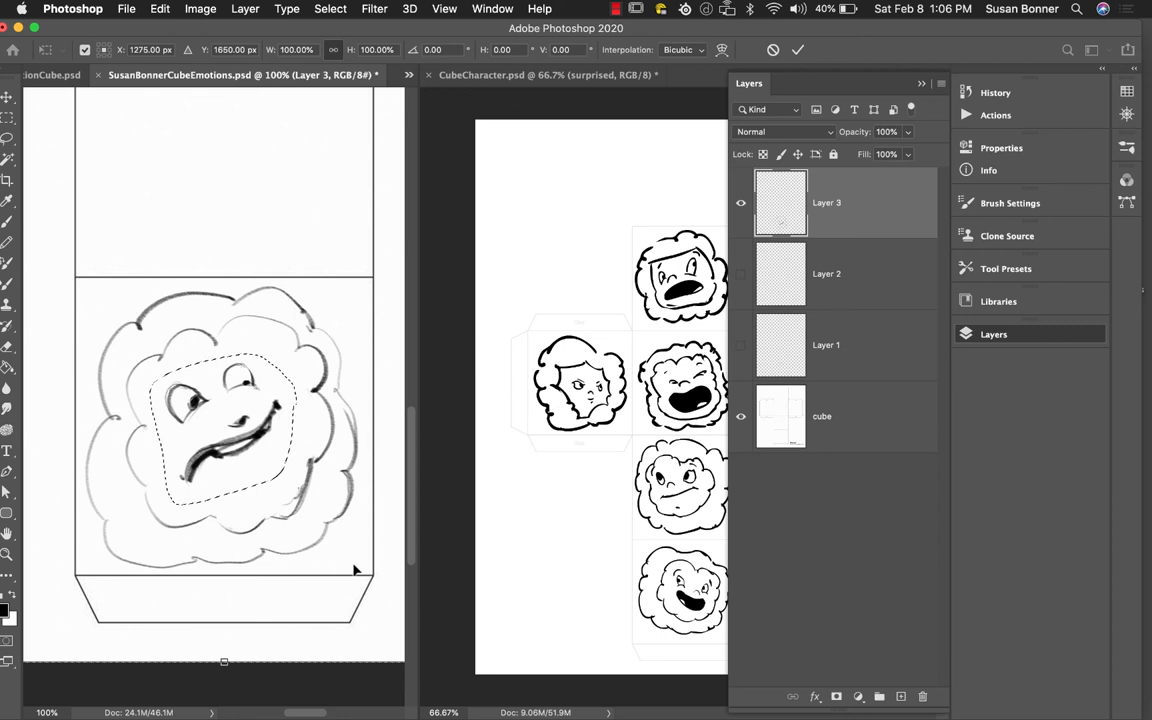 Photoshop File Edit Image Layer Type Select Filter 3D View Window Help 40% Sat Feb 8 1:06 PM Susan Bonner
Adobe Photoshop 2020
X: 1275.00 px Y: 1650.00 px W: 100.00% H: 100.00% 0.00 ° H: 0.00 ° V: 0.00 ° Interpolation: Bicubic
ionCube.psd × SusanBonnerCubeEmotions.psd @ 100% (Layer 3, RGB/8#) * × CubeCharacter.psd @ 66.7% (surprised, RGB/8) *
Layers
Kind
Normal Opacity: 100%
Lock: Fill: 100%
Layer 3
Layer 2
Layer 1
cube
History
Actions
Properties
Info
Brush Settings
Clone Source
Tool Presets
Libraries
Layers
100% Doc: 24.1M/46.1M
66.67% Doc: 9.06M/51.9M